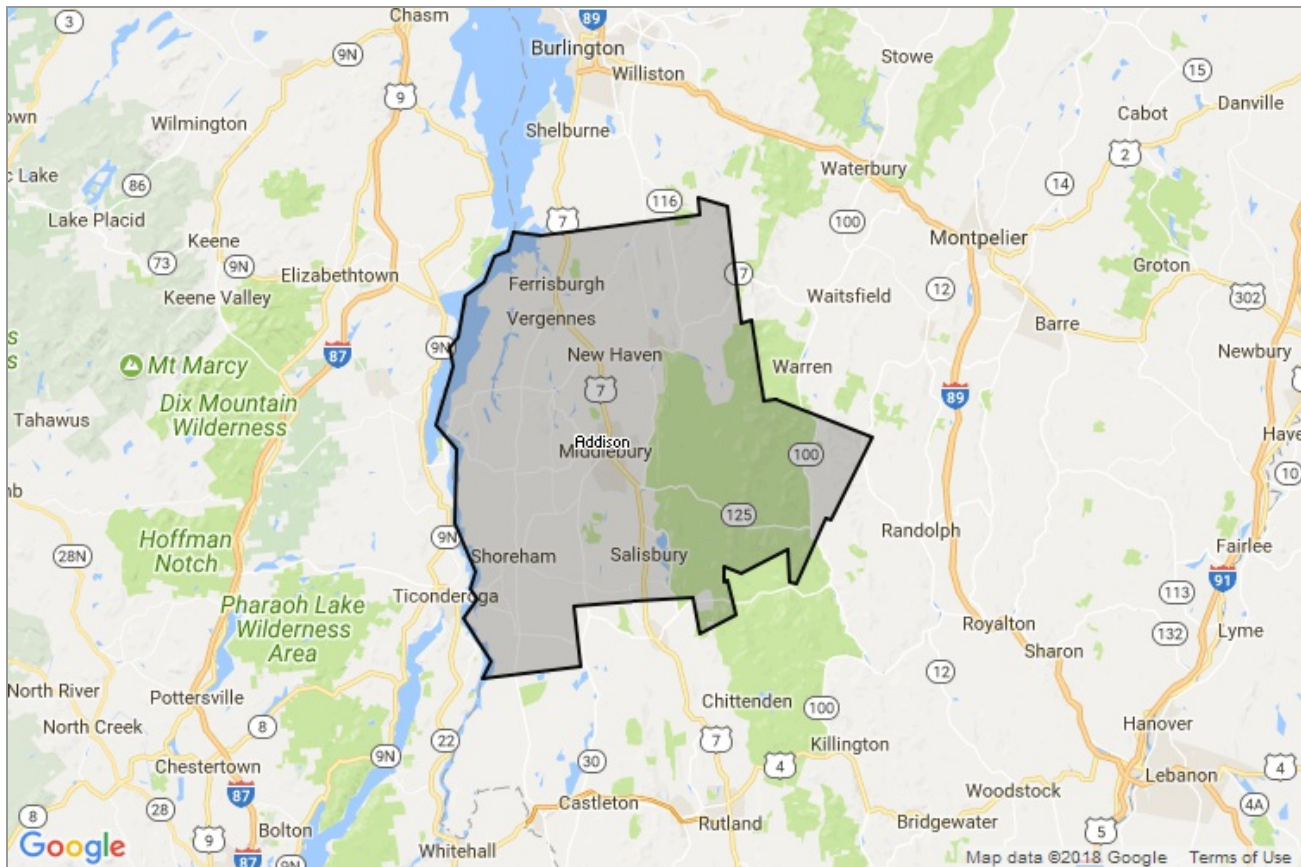 3
Chasm
89
9N
Burlington
Stowe
Williston
15
9
Danville
own
Cabot
Wilmington
Shelburne
2
c Lake
Waterbury
86
14
116
Lake Placid
7
100
Montpelier
Keene
Groton
73
9N
Elizabethtown
7
Keene Valley
Ferrisburgh
12
Waitsfield
302
Vergennes
Barre
9N
87
New Haven
Newbury
Mt Marcy
Warren
7
89
Dix Mountain
Wilderness
Tahawus
Have
Addison
Middlebury
100
10
nb
125
Randolph
9N
Hoffman
Notch
Fairlee
28N
Shoreham
Salisbury
91
Ticonderoga
113
Pharaoh Lake
Wilderness
Area
Royalton
132
Lyme
Sharon
12
North River
Pottersville
Chittenden
100
Hanover
North Creek
8
22
7
Killington
9N
30
4
Chestertown
Lebanon
4
87
Woodstock
28
Castleton
4A
8
9
Bolton
Rutland
Bridgewater
5
Google
87
9N
Whitehall
Map data ©2018 Google Terms of Use